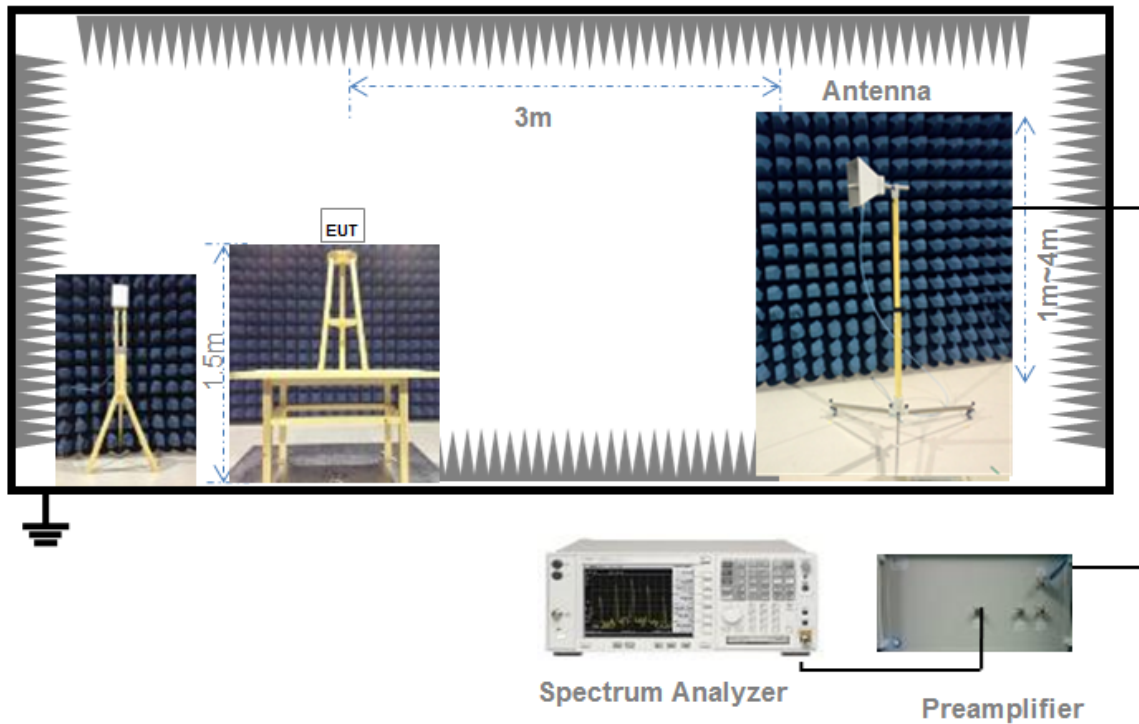 Antenna
3m
EUT
1.5m
1m~4m
Spectrum Analyzer
Preamplifier